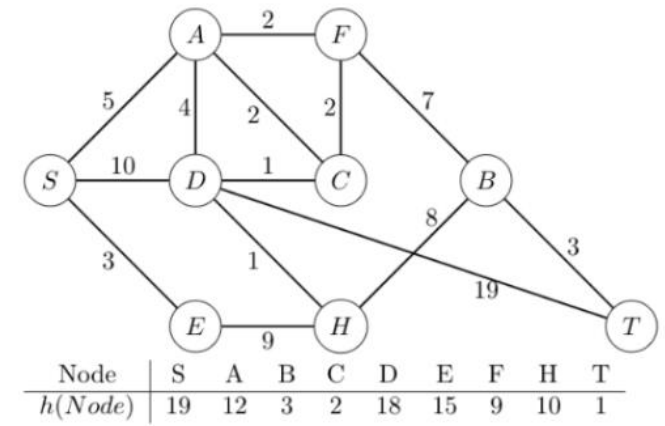 2
A F
5 4 2 2 7
10 1
S D C B
8
3 1 3
19
E 9 H T
Node S A B C D E F H T
h(Node) 19 12 3 2 18 15 9 10 1